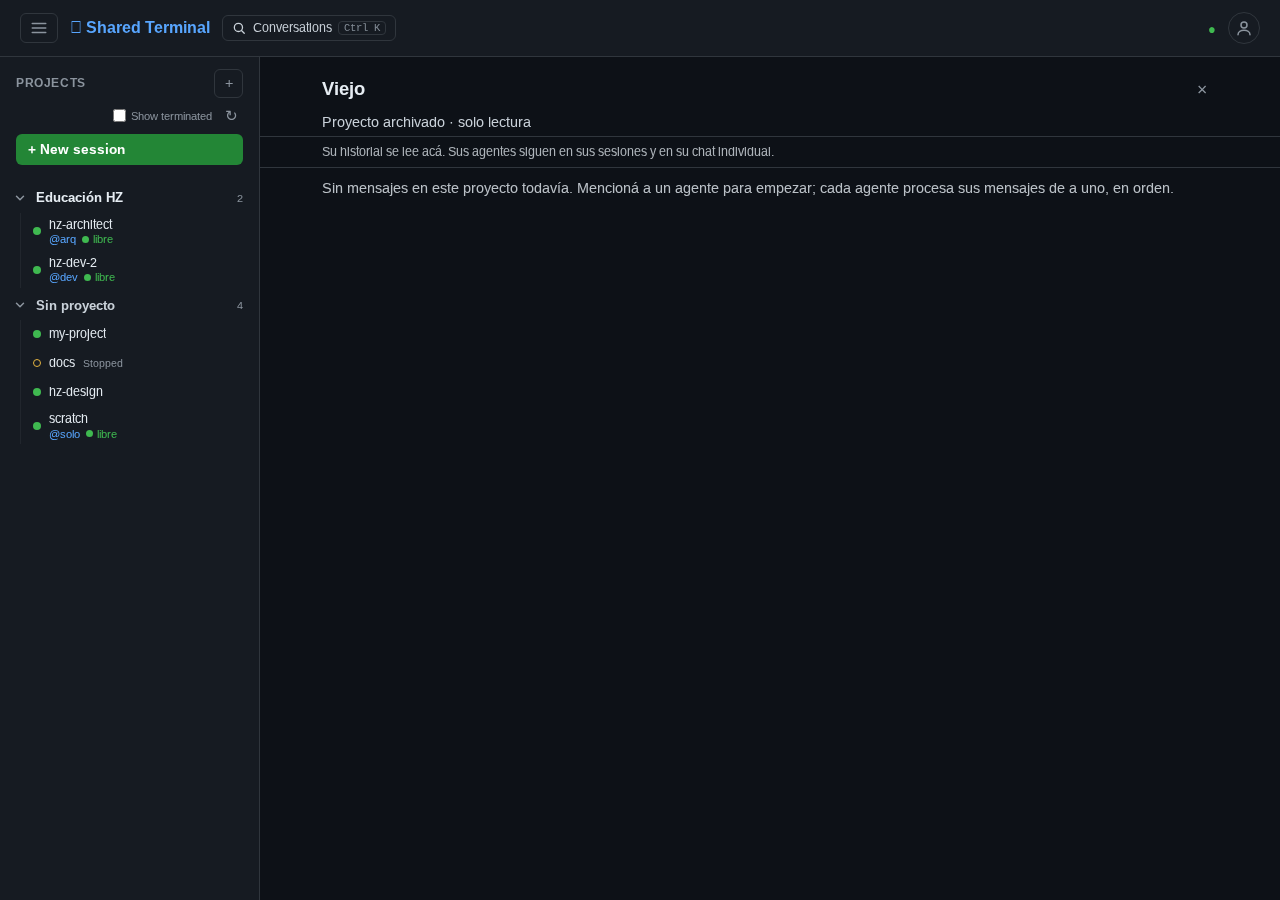 Shared Terminal
Conversations Ctrl K
PROJECTS
+
Show terminated ↻
+ New session
Educación HZ 2
hz-architect
@arq libre
hz-dev-2
@dev libre
Sin proyecto 4
my-project
docs Stopped
hz-design
scratch
@solo libre
Viejo ×
Proyecto archivado · solo lectura
Su historial se lee acá. Sus agentes siguen en sus sesiones y en su chat individual.
Sin mensajes en este proyecto todavía. Mencioná a un agente para empezar; cada agente procesa sus mensajes de a uno, en orden.